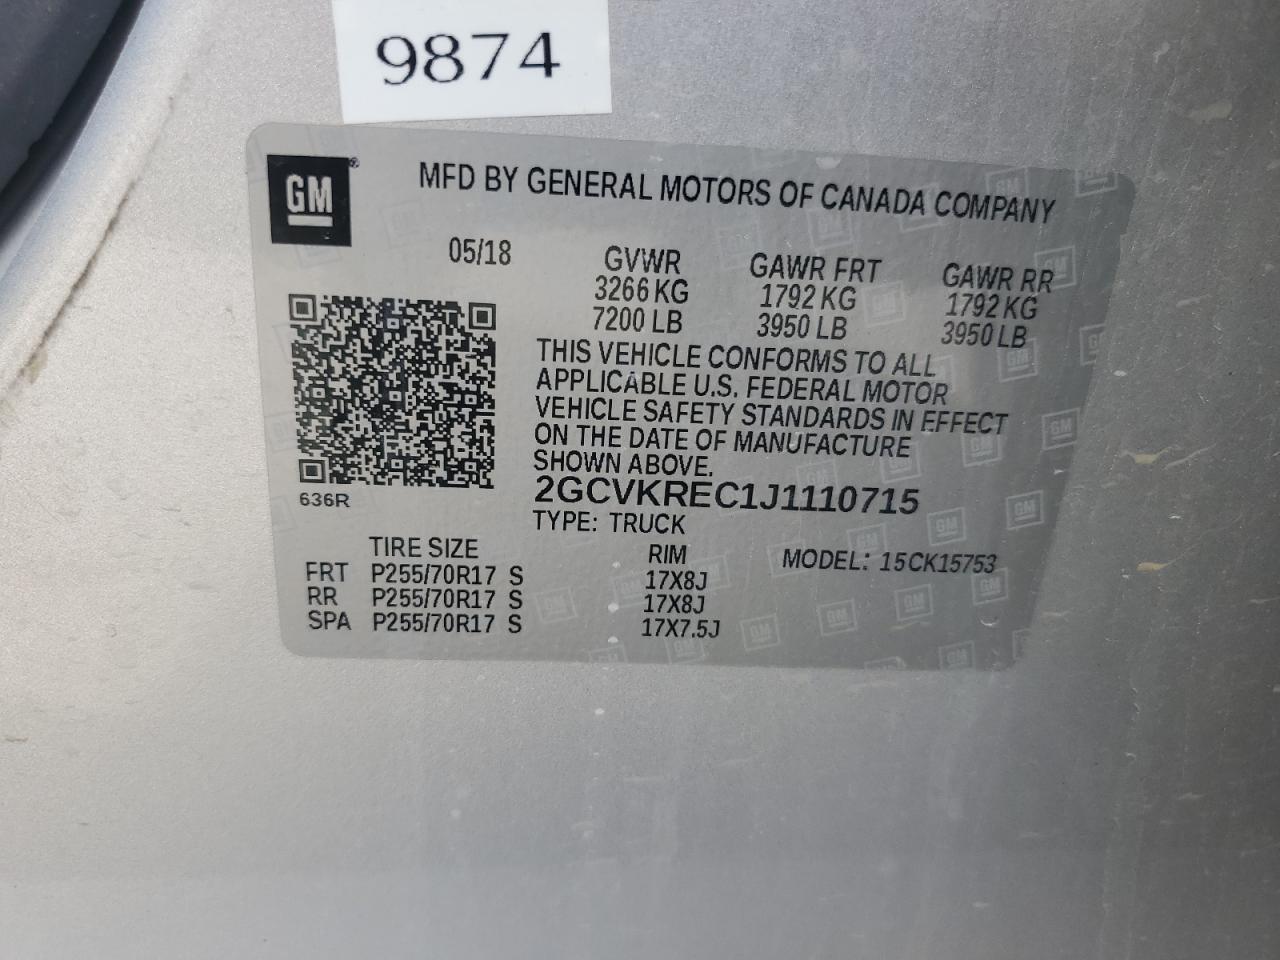 9874
GM
MFD BY GENERAL MOTORS OF CANADA COMPANY
05/18 GVWR GAWR FRT GAWR RR
3266 KG 1792 KG 1792 KG
7200 LB 3950 LB 3950 LB
THIS VEHICLE CONFORMS TO ALL
APPLICABLE U.S. FEDERAL MOTOR
VEHICLE SAFETY STANDARDS IN EFFECT
ON THE DATE OF MANUFACTURE
SHOWN ABOVE.
2GCVKREC1J1110715
636R
TYPE: TRUCK
TIRE SIZE RIM MODEL: 15CK15753
FRT P255/70R17 S 17X8J
RR P255/70R17 S 17X8J
SPA P255/70R17 S 17X7.5J